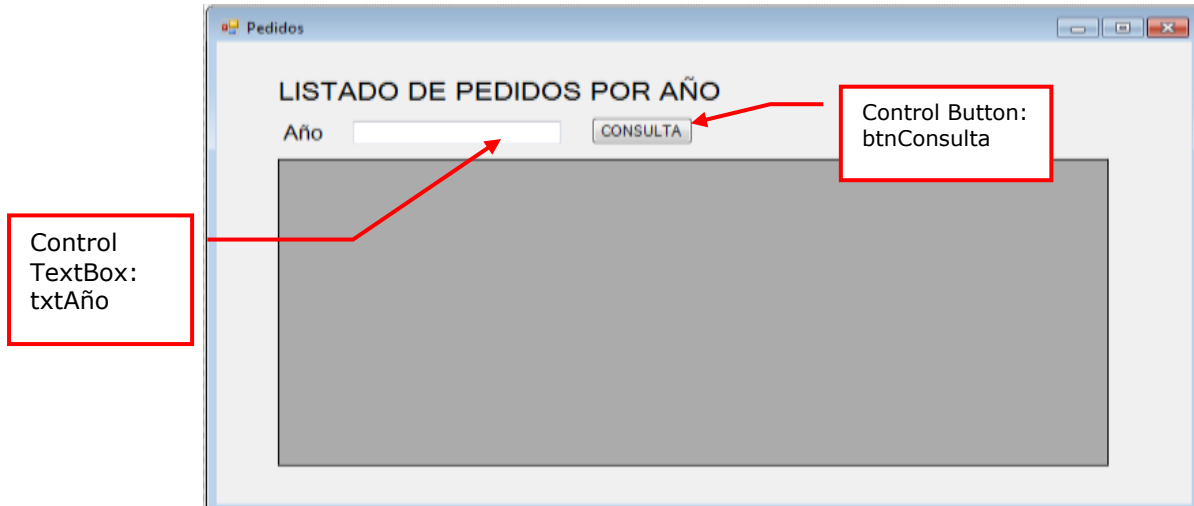 Pedidos
LISTADO DE PEDIDOS POR AÑO
Año
CONSULTA
Control Button:
btnConsulta
Control
TextBox:
txtAño